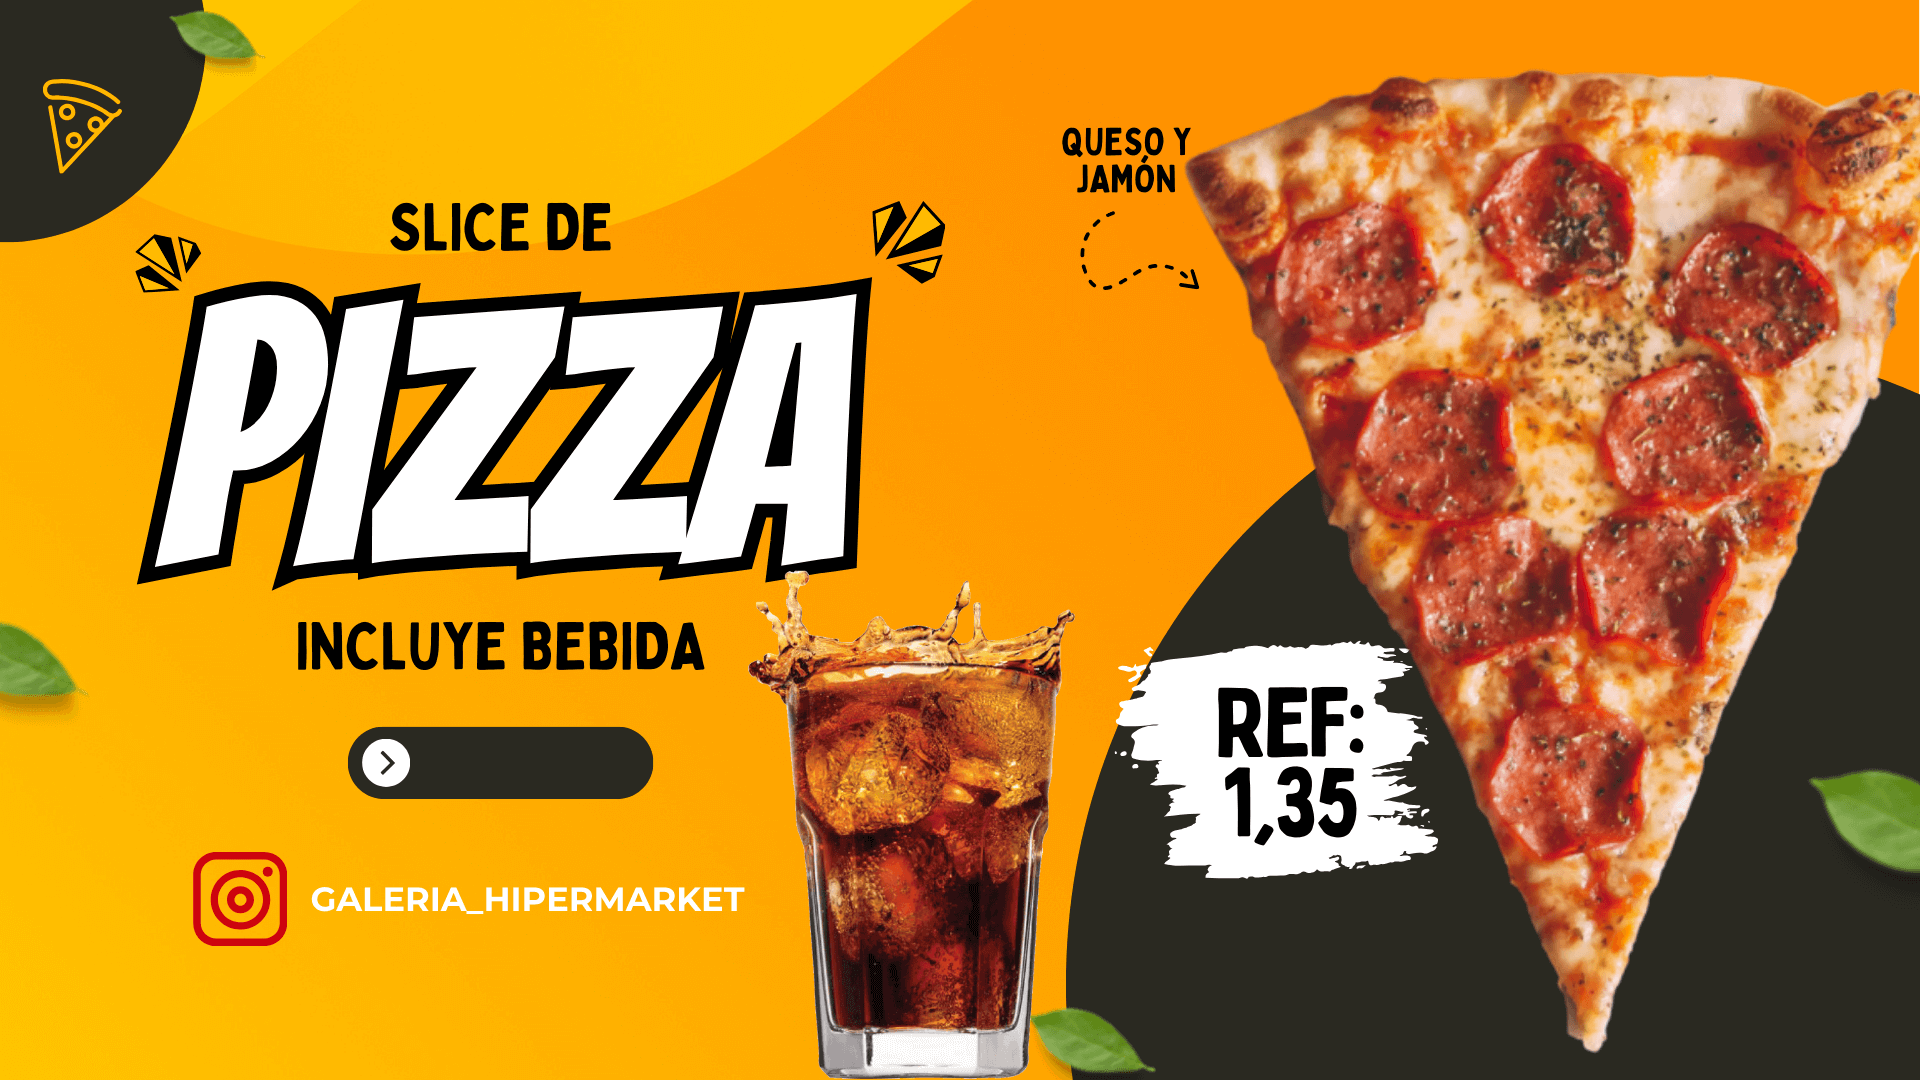 SLICE DE
PIZZA
INCLUYE BEBIDA
GALERIA_HIPERMARKET
QUESO Y
JAMÓN
REF:
1,35